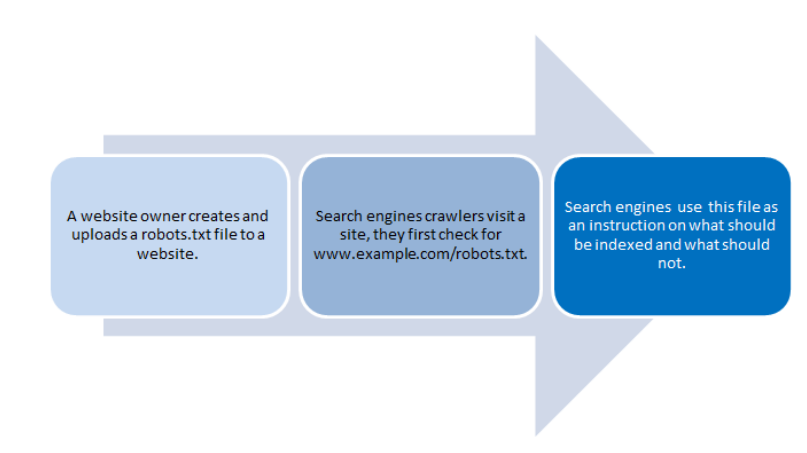 A website owner creates and
uploads a robots.txt file to a
website.
Search engines crawlers visit a
site, they first check for
www.example.com/robots.txt.
Search engines use this file as
an instruction on what should
be indexed and what should
not.